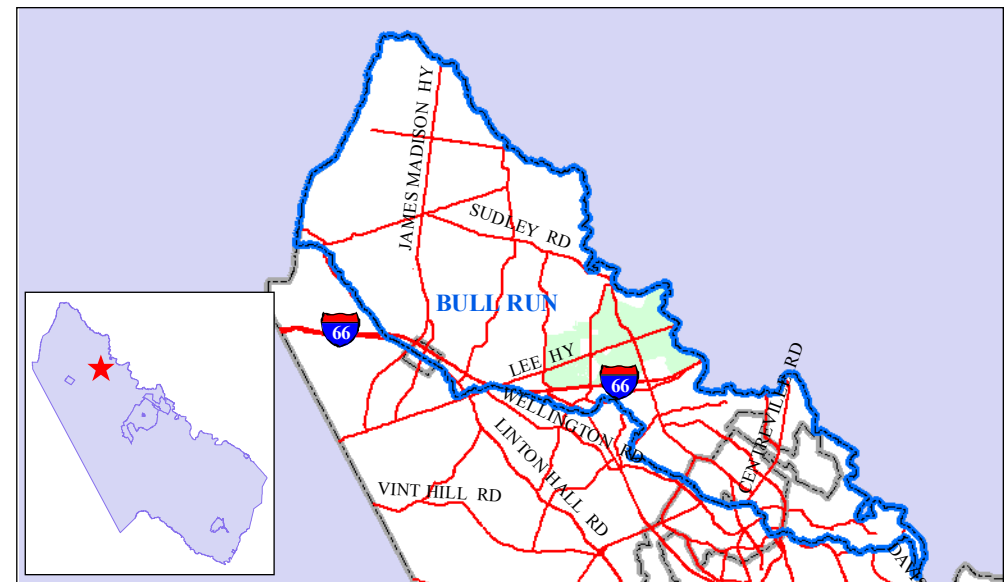 JAMES MADISON HY
SUDLEY RD
BULL RUN
66
LEE HY
66
CENTREVILLE RD
WELLINGTON RD
LINTON HALL RD
VINT HILL RD